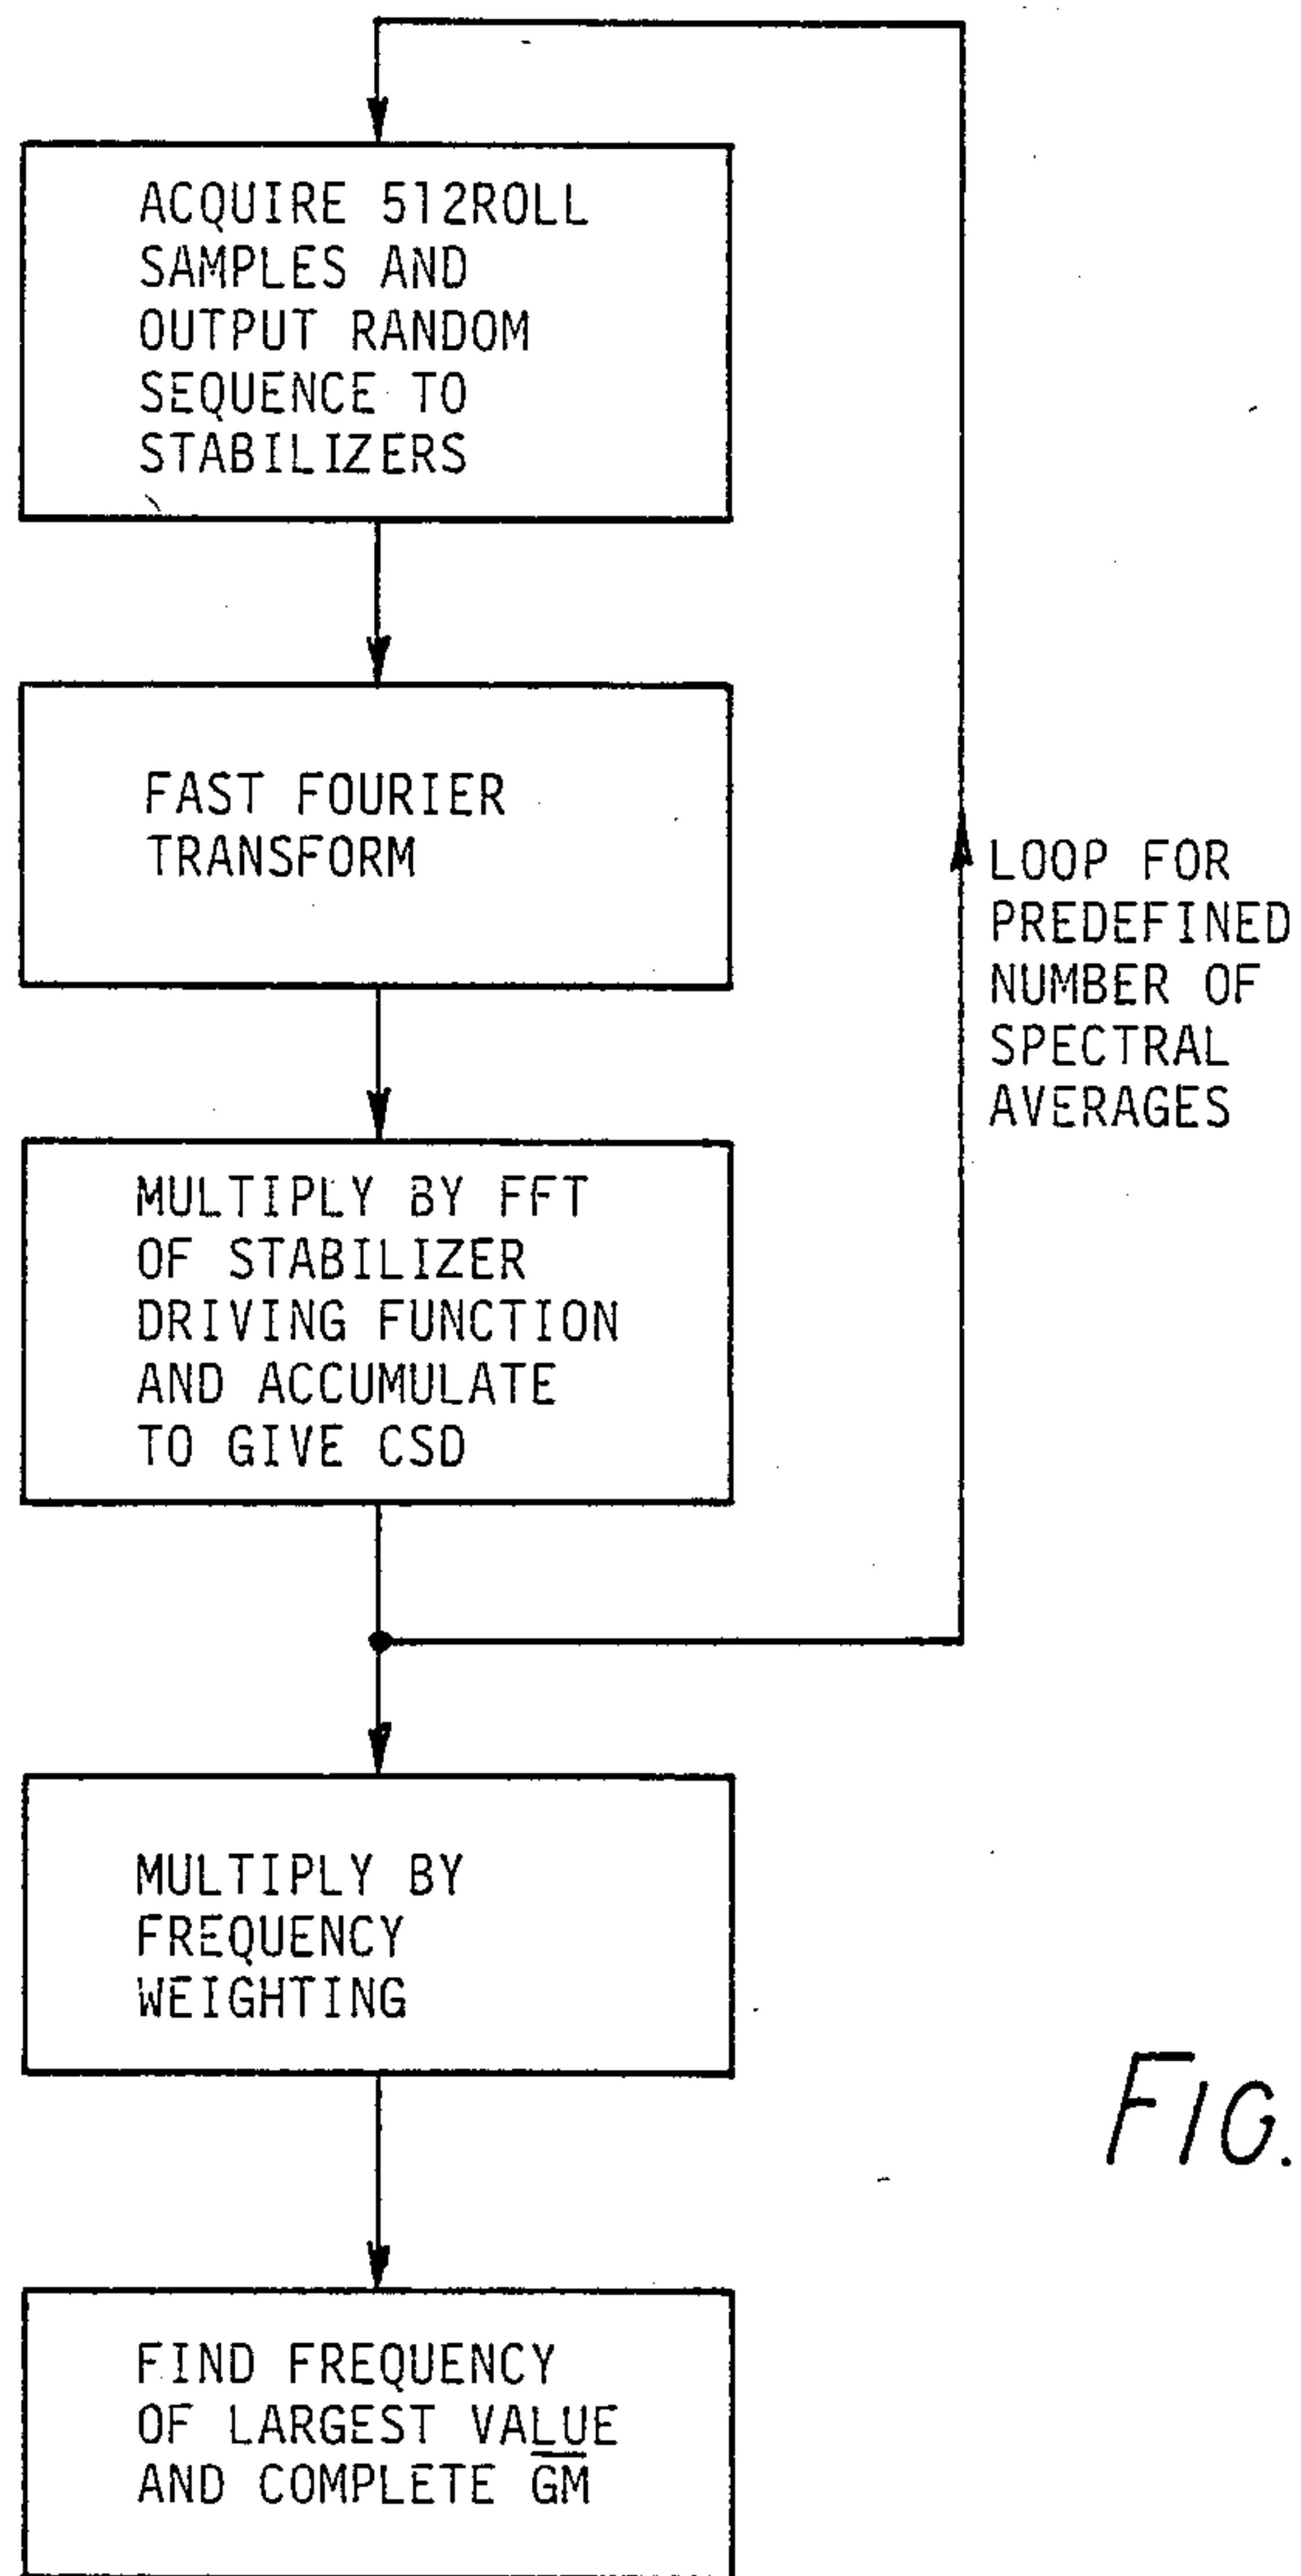 ACQUIRE 512ROLL
SAMPLES AND
OUTPUT RANDOM
SEQUENCE TO
STABILIZERS
FAST FOURIER
TRANSFORM
LOOP FOR
PREDEFINED
NUMBER OF
SPECTRAL
AVERAGES
MULTIPLY BY FFT
OF STABILIZER
DRIVING FUNCTION
AND ACCUMULATE
TO GIVE CSD
MULTIPLY BY
FREQUENCY
WEIGHTING
FIG.
FIND FREQUENCY
OF LARGEST VALUE
AND COMPLETE G̅M̅